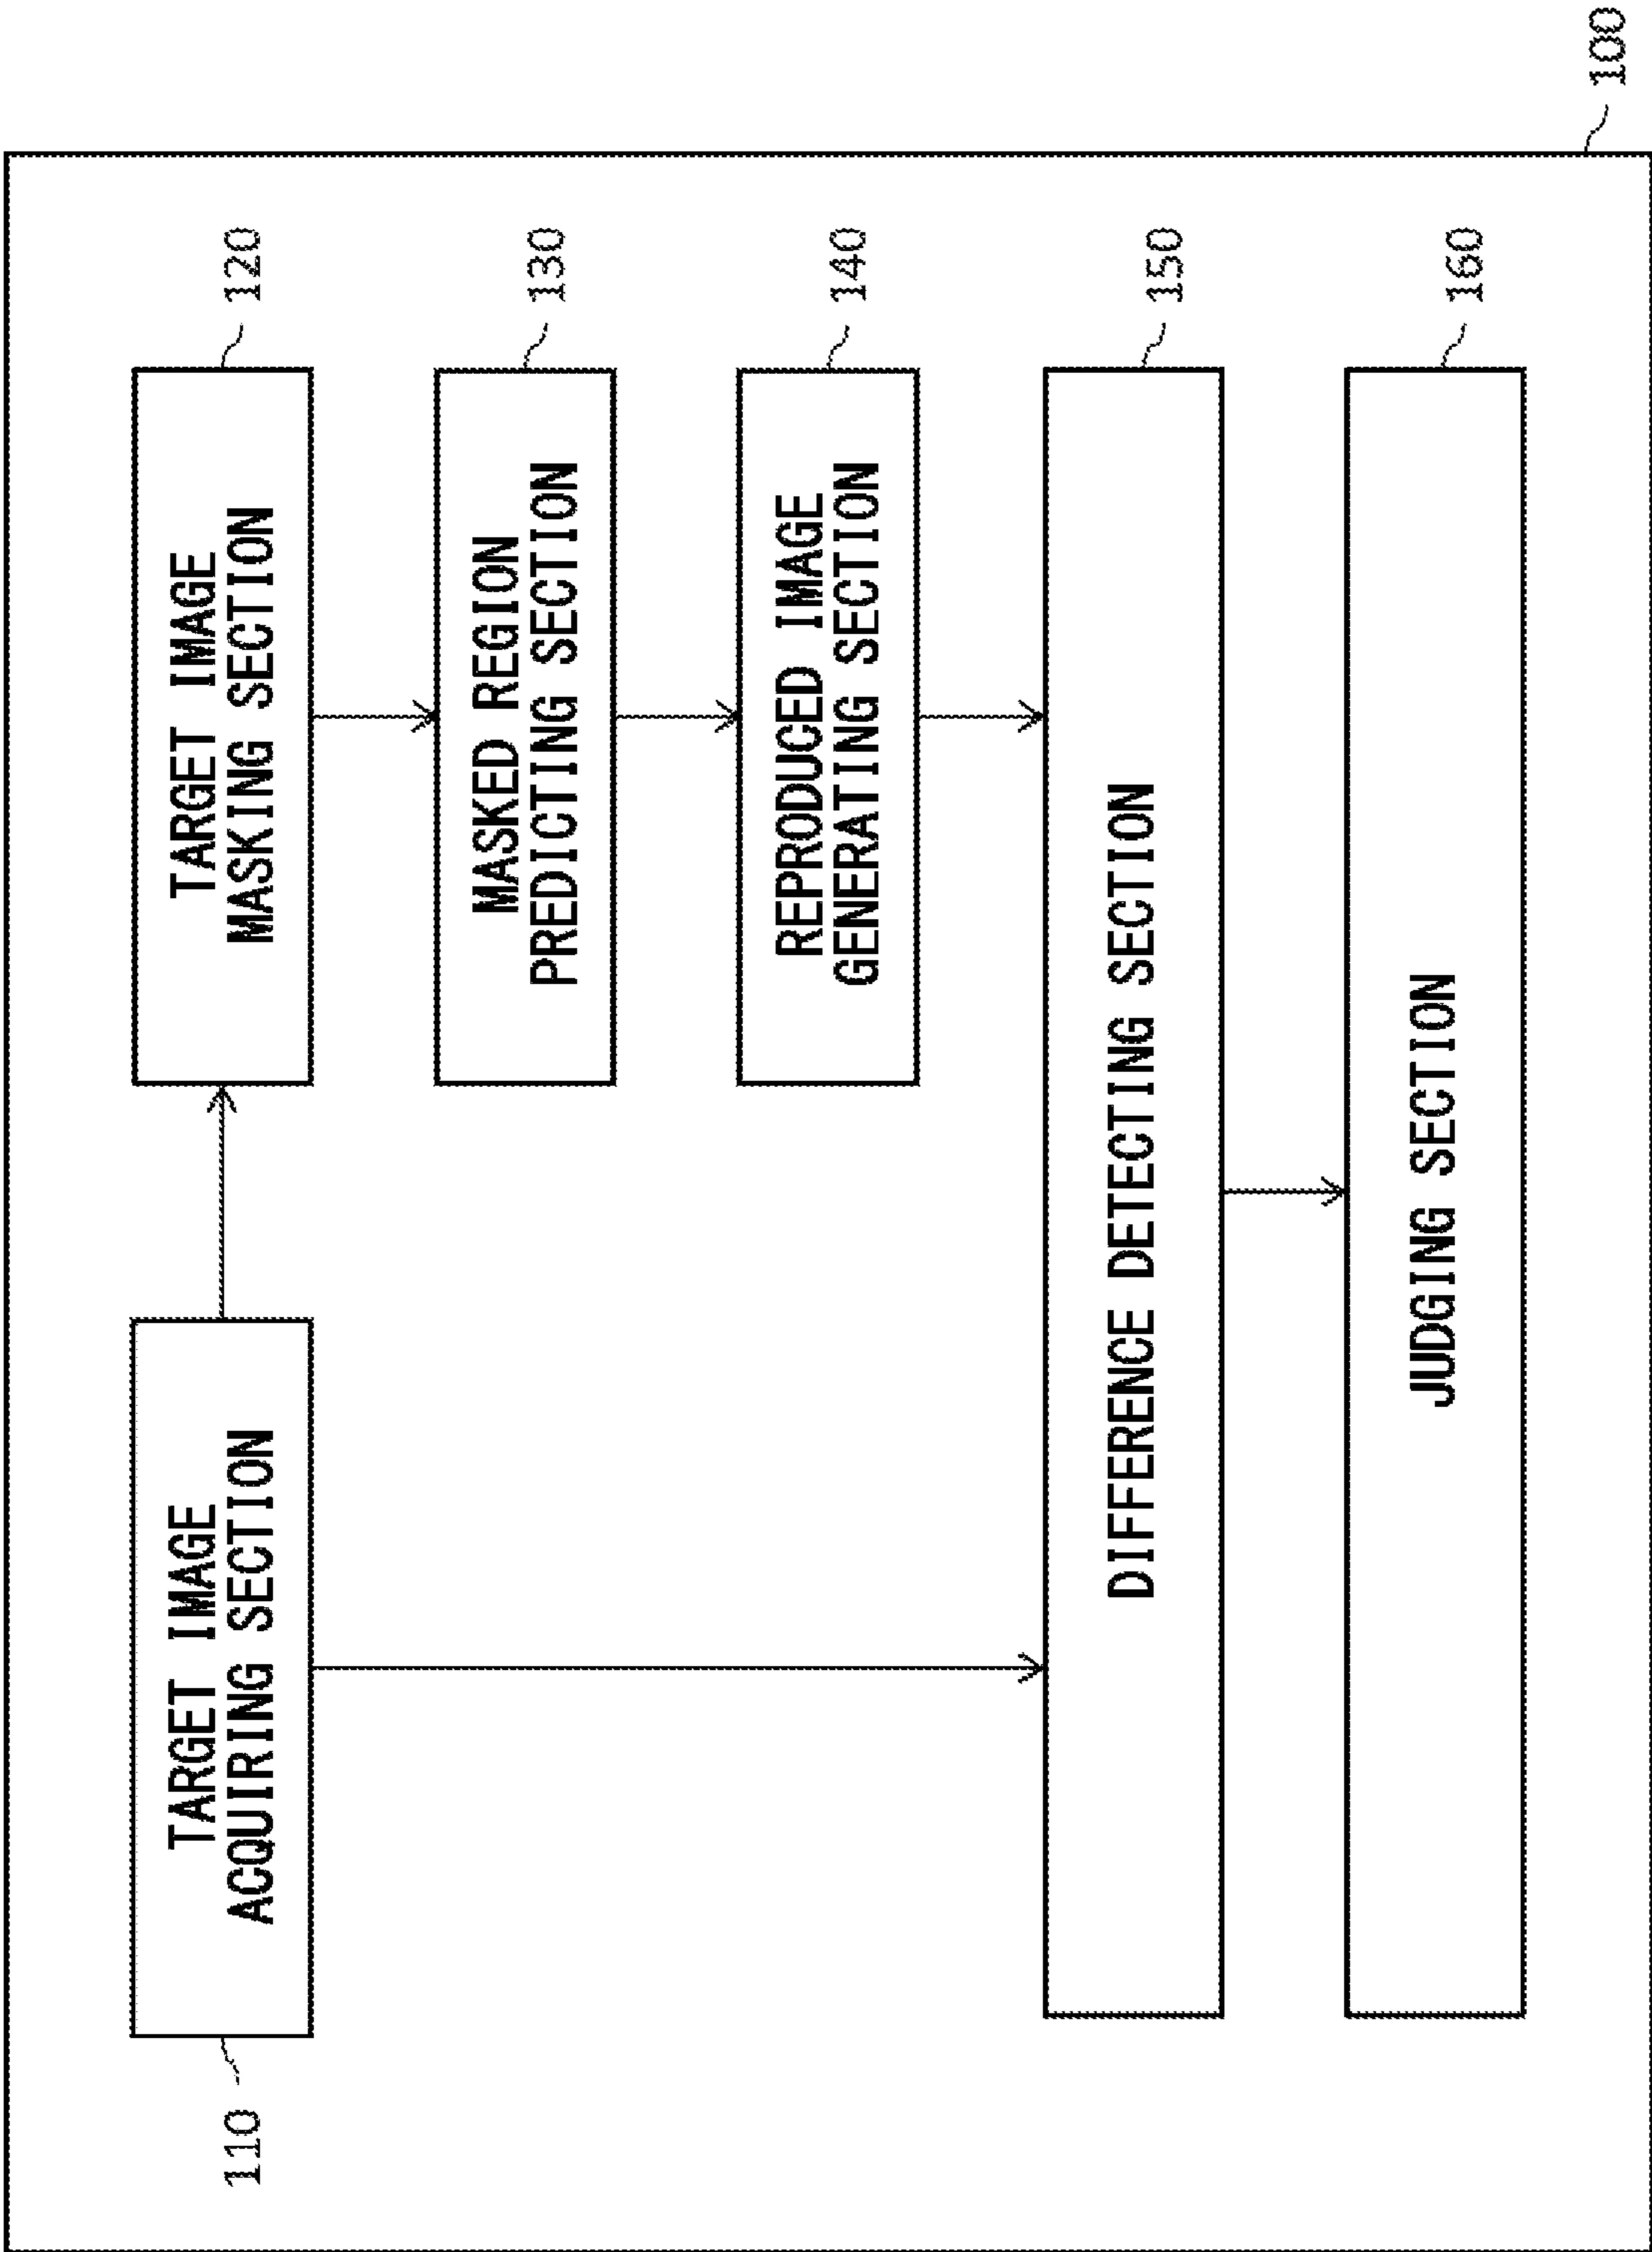 100
110
TARGET IMAGE
ACQUIRING SECTION
TARGET IMAGE
MASKING SECTION
120
MASKED REGION
PREDICTING SECTION
130
REPRODUCED IMAGE
GENERATING SECTION
140
DIFFERENCE DETECTING SECTION
150
JUDGING SECTION
160